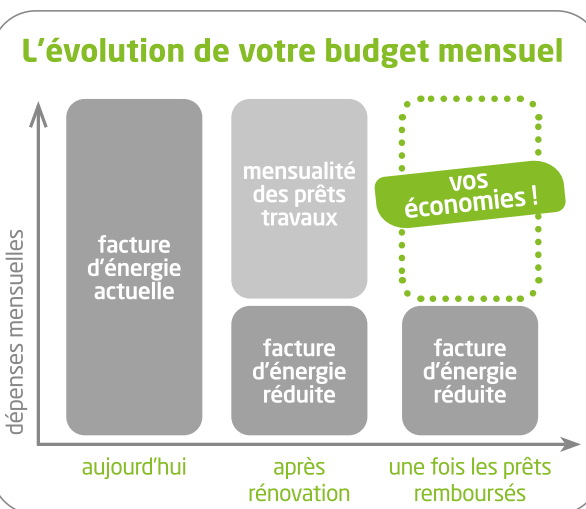 L'évolution de votre budget mensuel
dépenses mensuelles
facture
d'énergie
actuelle
mensualité
des prêts
travaux
facture
d'énergie
réduite
vos
économies !
facture
d'énergie
réduite
aujourd'hui
après
rénovation
une fois les prêts
remboursés